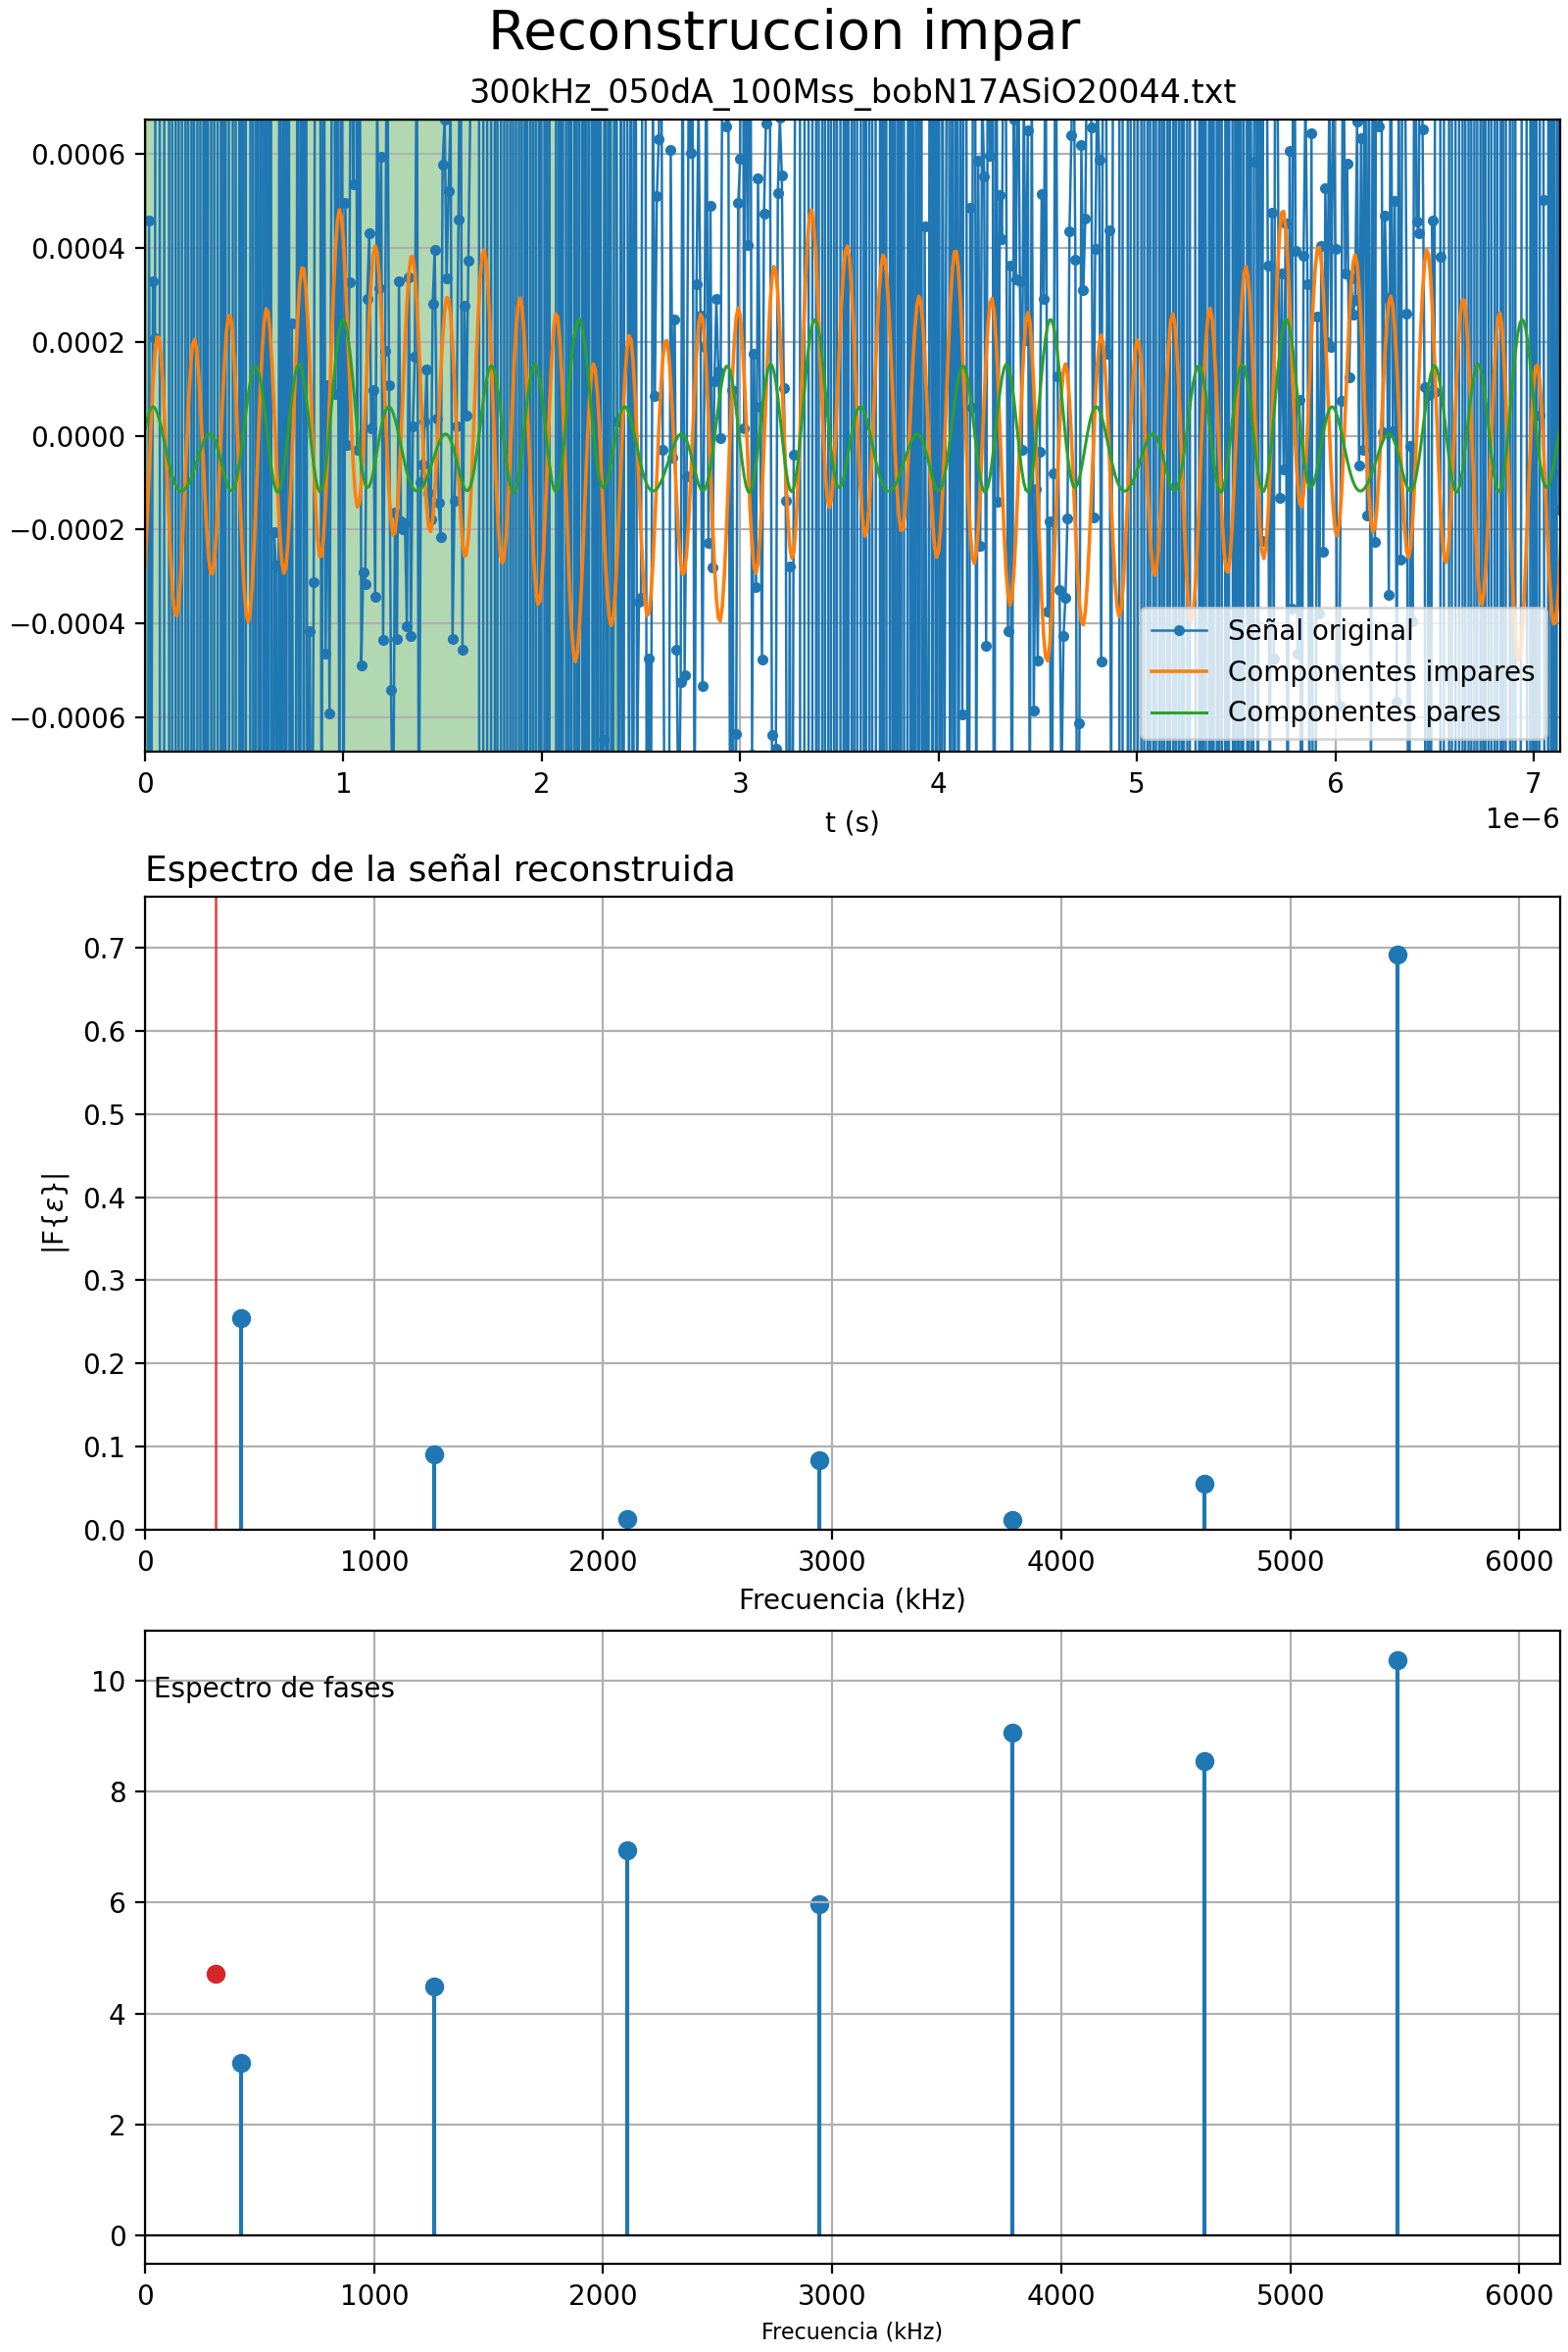 Reconstruccion impar
300kHz_050dA_100Mss_bobN17ASiO20044.txt
0.0006
0.0004
0.0002
0.0000
−0.0002
−0.0004
−0.0006
Señal original
Componentes impares
Componentes pares
0 1 2 3 4 5 6 7
t (s)
1e−6
Espectro de la señal reconstruida
0.7
0.6
0.5
0.4
0.3
0.2
0.1
0.0
|F{ε}|
0 1000 2000 3000 4000 5000 6000
Frecuencia (kHz)
Espectro de fases
10
8
6
4
2
0
0 1000 2000 3000 4000 5000 6000
Frecuencia (kHz)